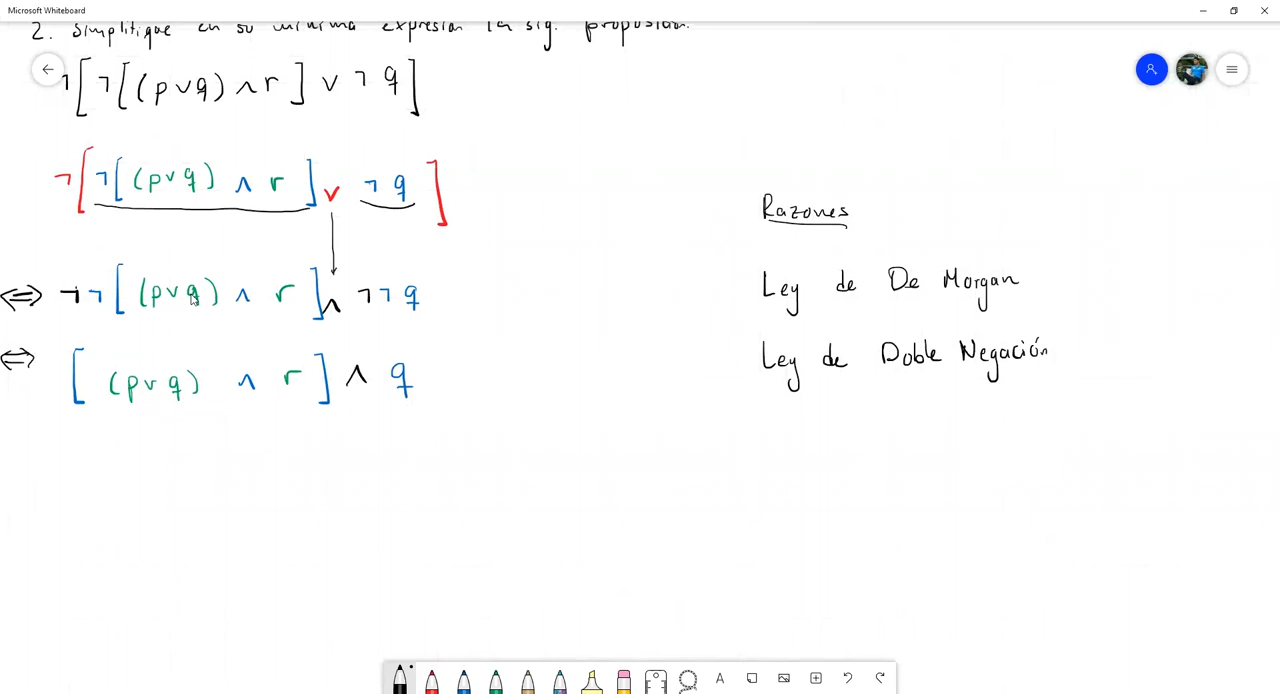 Microsoft Whiteboard
2. Simplifique en su mínima expresión la sig. proposición.
¬[¬[(p∨q)∧r]∨¬q]
¬[¬[(p∨q)∧r]∨¬q]
Razones
⇔ ¬¬[(p∨q)∧r]∧¬¬q Ley de De Morgan
⇔ [(p∨q)∧r]∧q Ley de Doble Negación
A